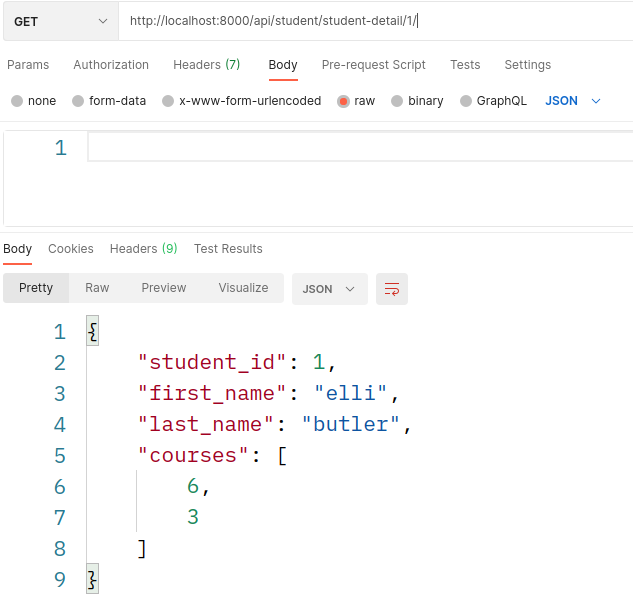 GET http://localhost:8000/api/student/student-detail/1/
Params Authorization Headers (7) Body Pre-request Script Tests Settings
none form-data x-www-form-urlencoded raw binary GraphQL JSON
1
Body Cookies Headers (9) Test Results
Pretty Raw Preview Visualize JSON
1 {
2 "student_id": 1,
3 "first_name": "elli",
4 "last_name": "butler",
5 "courses": [
6 6,
7 3
8 ]
9 }